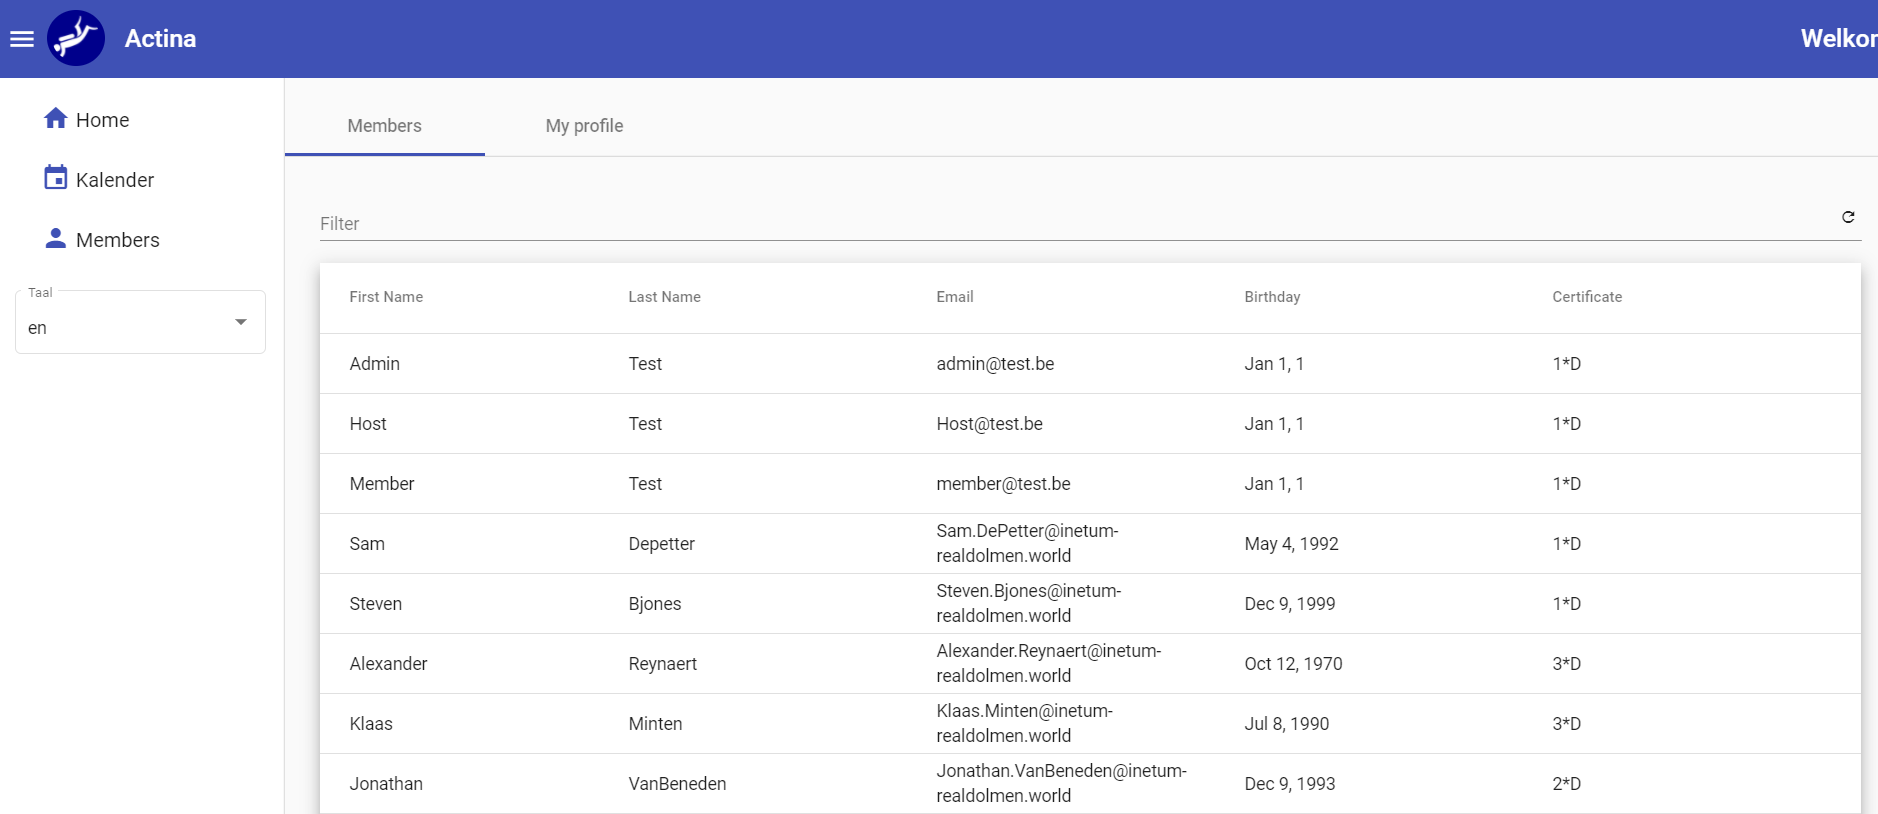 Actina
Welkor
Home
Kalender
Members
Taal
en
Members My profile
Filter
First Name Last Name Email Birthday Certificate
Admin Test admin@test.be Jan 1, 1 1*D
Host Test Host@test.be Jan 1, 1 1*D
Member Test member@test.be Jan 1, 1 1*D
Sam Depetter Sam.DePetter@inetum-
realdolmen.world May 4, 1992 1*D
Steven Bjones Steven.Bjones@inetum-
realdolmen.world Dec 9, 1999 1*D
Alexander Reynaert Alexander.Reynaert@inetum-
realdolmen.world Oct 12, 1970 3*D
Klaas Minten Klaas.Minten@inetum-
realdolmen.world Jul 8, 1990 3*D
Jonathan VanBeneden Jonathan.VanBeneden@inetum-
realdolmen.world Dec 9, 1993 2*D